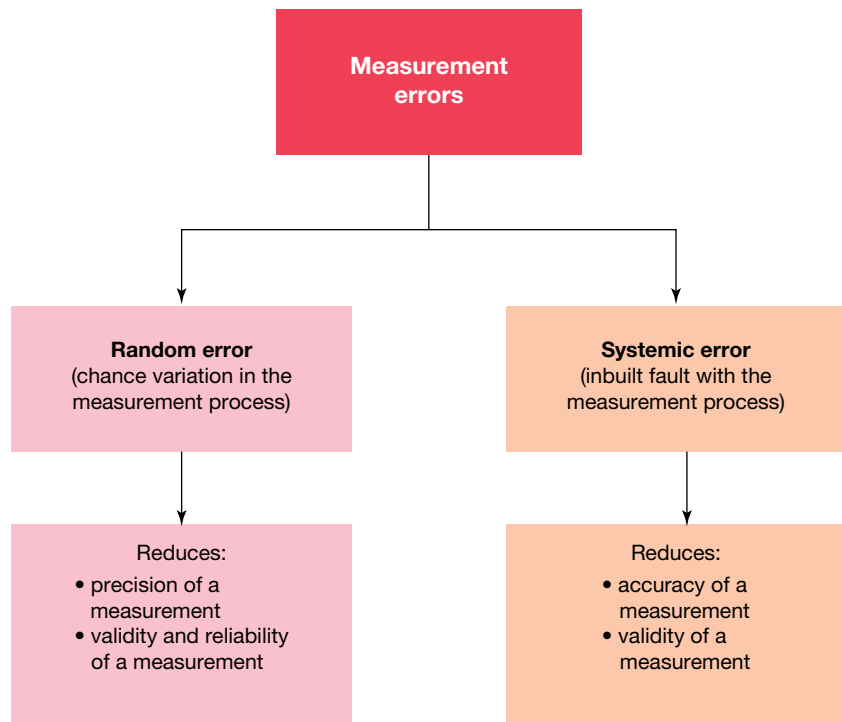 Measurement
errors
Random error
(chance variation in the
measurement process)
Systemic error
(inbuilt fault with the
measurement process)
Reduces:
• precision of a
measurement
• validity and reliability
of a measurement
Reduces:
• accuracy of a
measurement
• validity of a
measurement